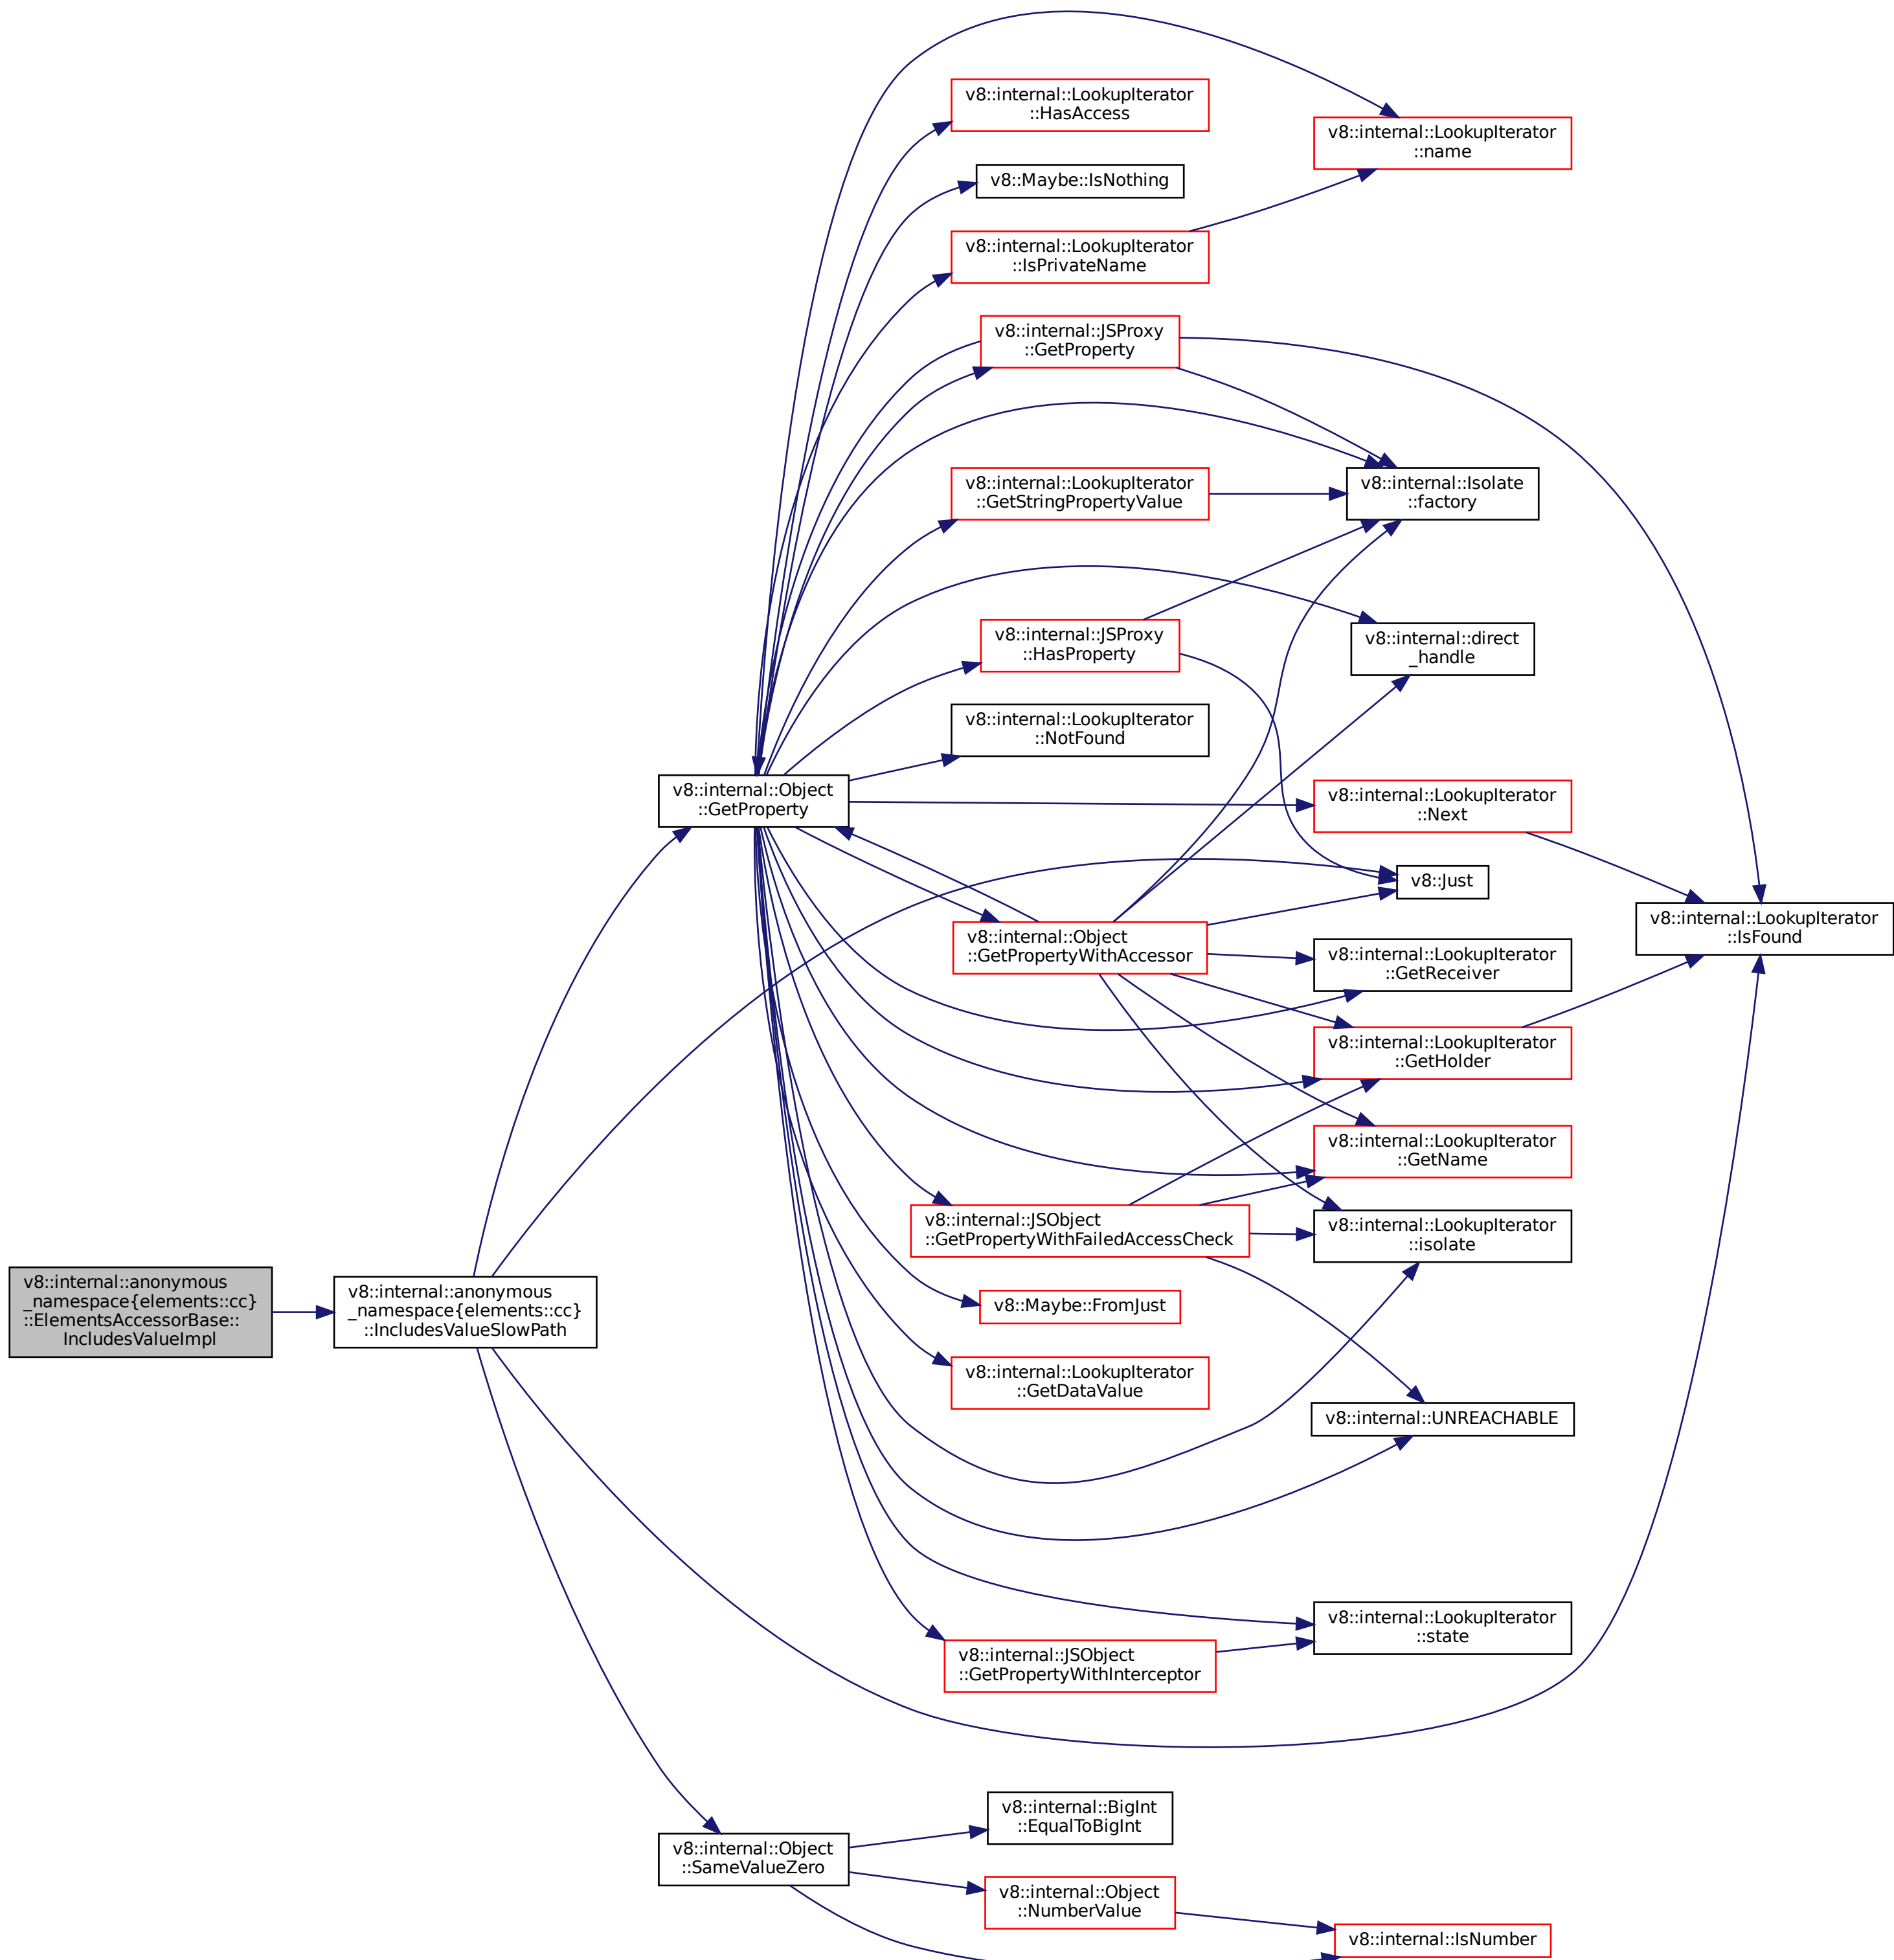 v8::internal::LookupIterator
::HasAccess
v8::internal::LookupIterator
::name
v8::Maybe::IsNothing
v8::internal::LookupIterator
::IsPrivateName
v8::internal::JSProxy
::GetProperty
v8::internal::LookupIterator
::GetStringPropertyValue
v8::internal::Isolate
::factory
v8::internal::JSProxy
::HasProperty
v8::internal::direct
_handle
v8::internal::LookupIterator
::NotFound
v8::internal::Object
::GetProperty
v8::internal::LookupIterator
::Next
v8::Just
v8::internal::LookupIterator
::IsFound
v8::internal::Object
::GetPropertyWithAccessor
v8::internal::LookupIterator
::GetReceiver
v8::internal::LookupIterator
::GetHolder
v8::internal::LookupIterator
::GetName
v8::internal::JSObject
::GetPropertyWithFailedAccessCheck
v8::internal::LookupIterator
::isolate
v8::internal::anonymous
_namespace{elements::cc}
::ElementsAccessorBase::
IncludesValueImpl
v8::internal::anonymous
_namespace{elements::cc}
::IncludesValueSlowPath
v8::Maybe::FromJust
v8::internal::LookupIterator
::GetDataValue
v8::internal::UNREACHABLE
v8::internal::LookupIterator
::state
v8::internal::JSObject
::GetPropertyWithInterceptor
v8::internal::BigInt
::EqualToBigInt
v8::internal::Object
::SameValueZero
v8::internal::Object
::NumberValue
v8::internal::IsNumber